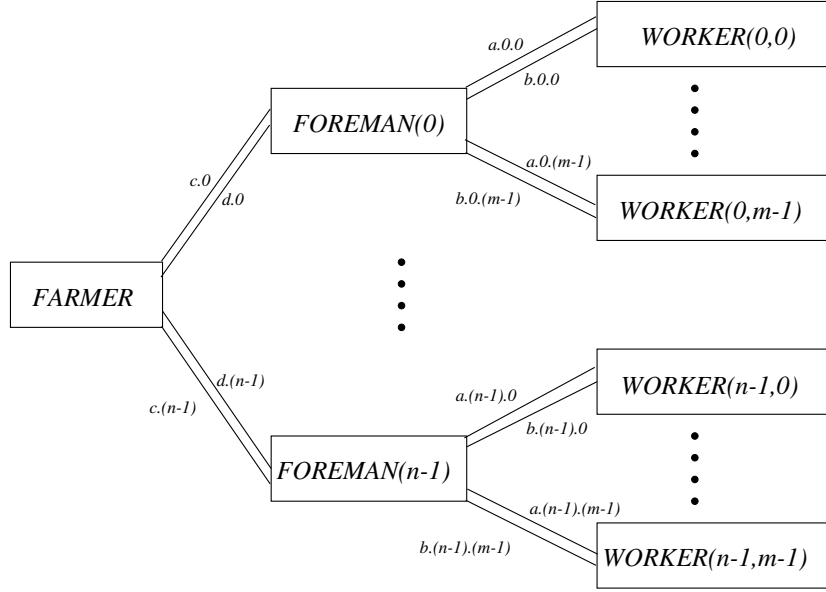 a.0.0
WORKER(0,0)
b.0.0
FOREMAN(0)
a.0.(m-1)
b.0.(m-1)
WORKER(0,m-1)
c.0
d.0
FARMER
d.(n-1)
c.(n-1)
a.(n-1).0
WORKER(n-1,0)
b.(n-1).0
FOREMAN(n-1)
a.(n-1).(m-1)
b.(n-1).(m-1)
WORKER(n-1,m-1)